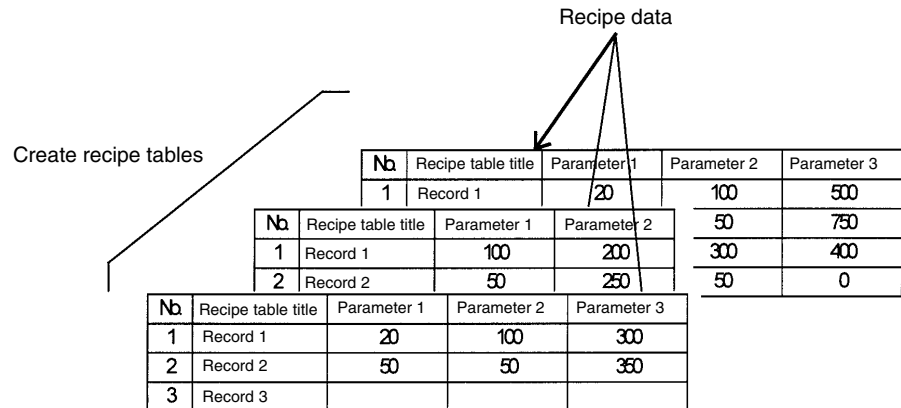 Recipe data
Create recipe tables
No. Recipe table title Parameter 1 Parameter 2 Parameter 3
1 Record 1 20 100 500
50 750
300 400
50 0
No. Recipe table title Parameter 1 Parameter 2
1 Record 1 100 200
2 Record 2 50 250
No. Recipe table title Parameter 1 Parameter 2 Parameter 3
1 Record 1 20 100 300
2 Record 2 50 50 350
3 Record 3